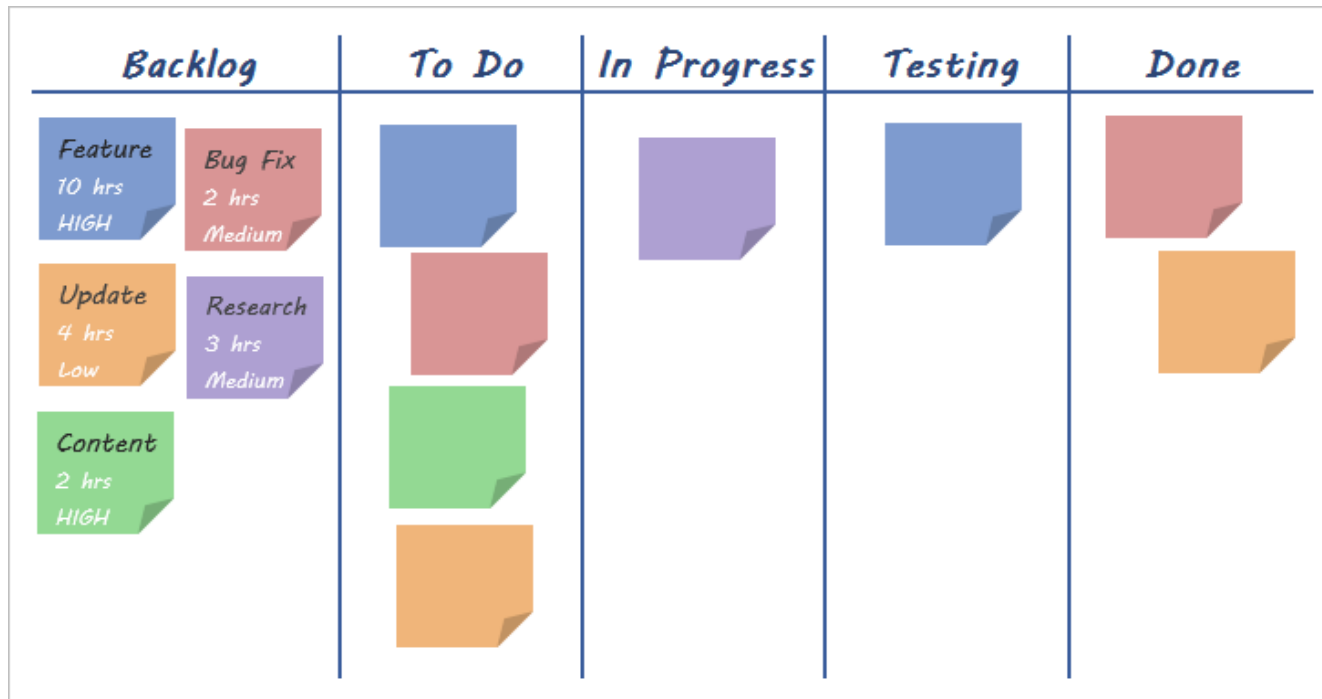 Backlog
To Do
In Progress
Testing
Done
Feature
10 hrs
HIGH
Bug Fix
2 hrs
Medium
Update
4 hrs
Low
Research
3 hrs
Medium
Content
2 hrs
HIGH